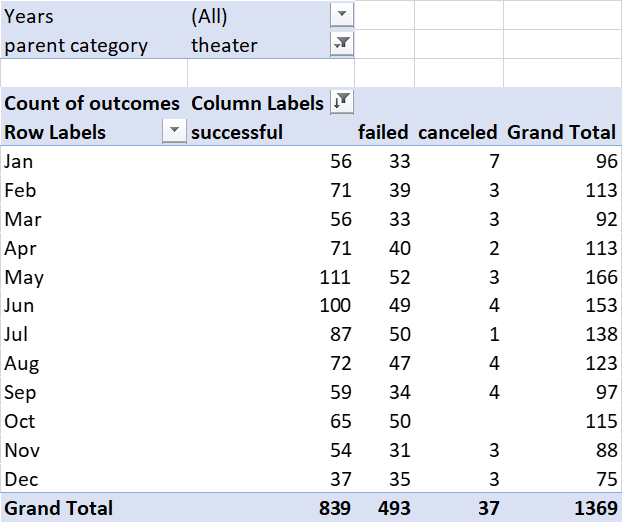 Years (All)
parent category theater
Count of outcomes Column Labels
Row Labels successful failed canceled Grand Total
Jan 56 33 7 96
Feb 71 39 3 113
Mar 56 33 3 92
Apr 71 40 2 113
May 111 52 3 166
Jun 100 49 4 153
Jul 87 50 1 138
Aug 72 47 4 123
Sep 59 34 4 97
Oct 65 50 115
Nov 54 31 3 88
Dec 37 35 3 75
Grand Total 839 493 37 1369